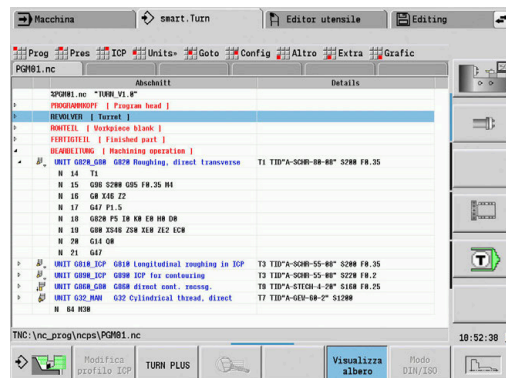 Macchina smart.Turn Editor utensile Editing
Prog Pres ICP Units» Goto Config Altro Extra Grafic
PGM01.nc
Abschnitt Details
%PGM01.nc "TURN_V1.0"
PROGRAMMKOPF [ Program head ]
REVOLVER [ Turret ]
ROHTEIL [ Workpiece blank ]
FERTIGTEIL [ Finished part ]
BEARBEITUNG [ Machining operation ]
UNIT G820_G80 G820 Roughing, direct transverse T1 TID"A-SCHR-80-08" S200 F0.35
N 14 T1
N 15 G96 S200 G95 F0.35 M4
N 16 G0 X46 Z2
N 17 G47 P1.5
N 18 G820 P5 I0 K0 E0 H0 D0
N 19 G80 XS46 ZS0 XE0 ZE2 EC0
N 20 G14 Q0
N 21 G47
UNIT G810_ICP G810 Longitudinal roughing in ICP T3 TID"A-SCHR-55-08" S220 F0.35
UNIT G890_ICP G890 ICP for contouring T3 TID"A-SCHR-55-08" S220 F0.2
UNIT G860_G80 G860 direct cont. recssg. T8 TID"A-STECH-4-20" S160 F0.25
UNIT G32_MAN G32 Cylindrical thread, direct T7 TID"A-GEW-60-2" S1200
N 64 M30
TNC:\nc_prog\ncps\PGM01.nc
10:52:38
Modifica profilo ICP TURN PLUS Visualizza albero Modo DIN/ISO